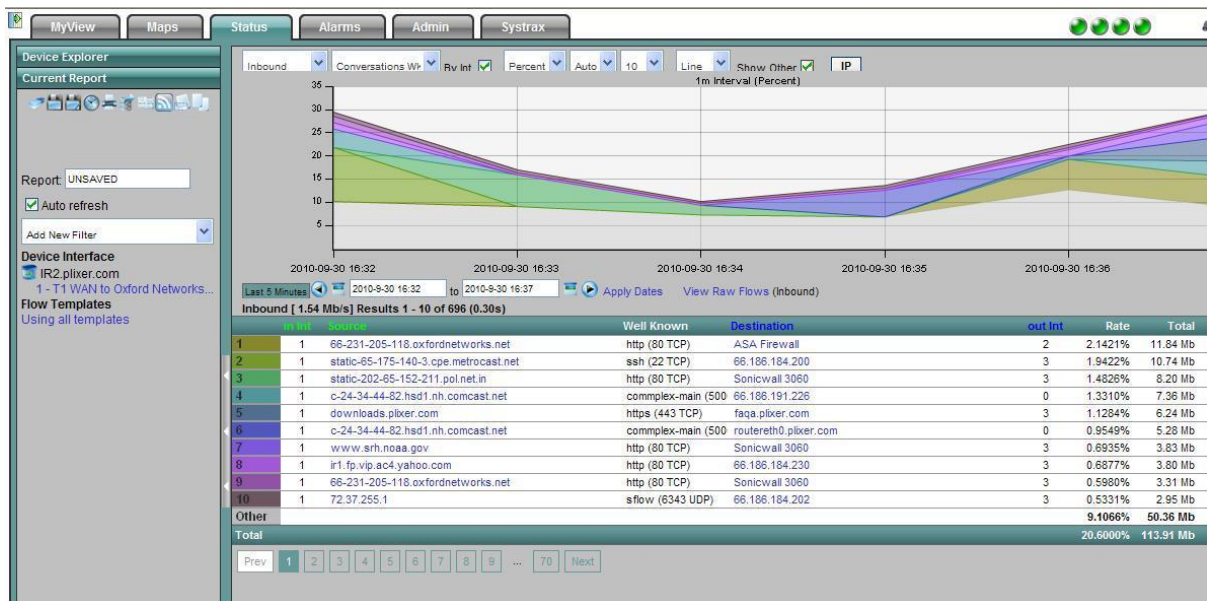 MyView Maps Status Alarms Admin Systrax
Device Explorer
Current Report
Report: UNSAVED
Auto refresh
Add New Filter
Device Interface
IR2.plixer.com
1 - T1 WAN to Oxford Networks...
Flow Templates
Using all templates
Inbound Conversations WK By Int Percent Auto 10 Line Show Other IP
1m Interval (Percent)
35
30
25
20
15
10
5
2010-09-30 16:32 2010-09-30 16:33 2010-09-30 16:34 2010-09-30 16:35 2010-09-30 16:36
Last 5 Minutes 2010-9-30 16:32 to 2010-9-30 16:37 Apply Dates View Raw Flows (Inbound)
Inbound [ 1.54 Mb/s] Results 1 - 10 of 696 (0.30s)
in Int Source Well Known Destination out Int Rate Total
1 1 66-231-205-118.oxfordnetworks.net http (80 TCP) ASA Firewall 2 2.1421% 11.84 Mb
2 1 static-65-175-140-3.cpe.metrocast.net ssh (22 TCP) 66.186.184.200 3 1.9422% 10.74 Mb
3 1 static-202-65-152-211.pol.net.in http (80 TCP) Sonicwall 3060 3 1.4826% 8.20 Mb
4 1 c-24-34-44-82.hsd1.nh.comcast.net commplex-main (500 66.186.191.226 0 1.3310% 7.36 Mb
5 1 downloads.plixer.com https (443 TCP) faqa.plixer.com 3 1.1284% 6.24 Mb
6 1 c-24-34-44-82.hsd1.nh.comcast.net commplex-main (500 routereth0.plixer.com 0 0.9549% 5.28 Mb
7 1 www.srh.noaa.gov http (80 TCP) Sonicwall 3060 3 0.6935% 3.83 Mb
8 1 ir1.fp.vip.ac4.yahoo.com http (80 TCP) 66.186.184.230 3 0.6877% 3.80 Mb
9 1 66-231-205-118.oxfordnetworks.net http (80 TCP) Sonicwall 3060 3 0.5980% 3.31 Mb
10 1 72.37.255.1 sflow (6343 UDP) 66.186.184.202 3 0.5331% 2.95 Mb
Other 9.1066% 50.36 Mb
Total 20.6000% 113.91 Mb
Prev 1 2 3 4 5 6 7 8 9 ... 70 Next